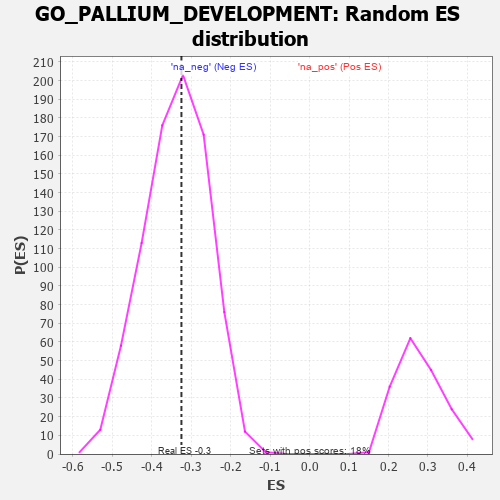 GO_PALLIUM_DEVELOPMENT: Random ES
distribution
'na_neg' (Neg ES)
'na_pos' (Pos ES)
210
200
190
180
170
160
150
140
130
120
110
100
90
80
70
60
50
40
30
20
10
0
P(ES)
Real ES -0.3
Sets with pos scores: 18%
-0.6 -0.5 -0.4 -0.3 -0.2 -0.1 0.0 0.1 0.2 0.3 0.4
ES